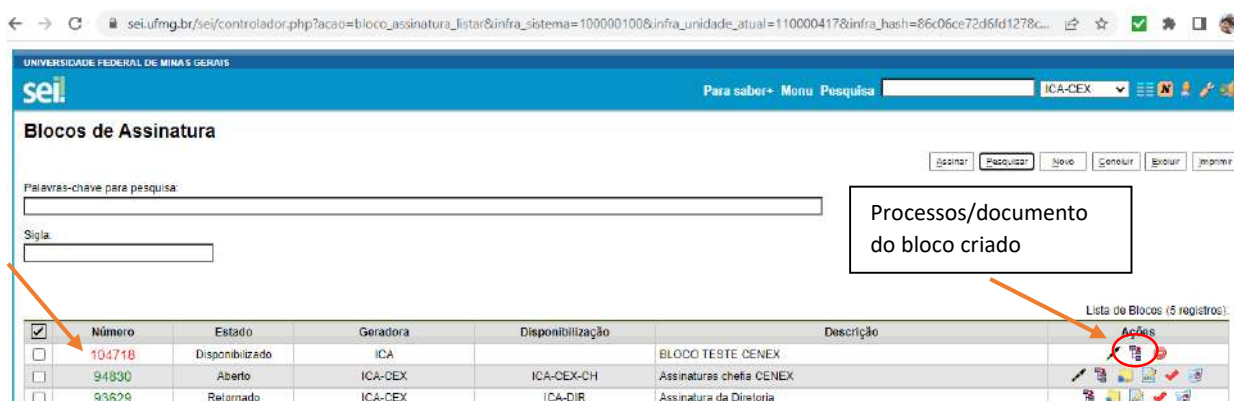 sei.ufmg.br/sei/controlador.php?acao=bloco_assinatura_listar&infra_sistema=100000100&infra_unidade_atual=110000417&infra_hash=86c06ce72d6fd1278c...
UNIVERSIDADE FEDERAL DE MINAS GERAIS
sei!
Para saber+ Menu Pesquisa ICA-CEX
Blocos de Assinatura
Assinar Pesquisar Novo Concluir Excluir Imprimir
Palavras-chave para pesquisa:
Processos/documento
do bloco criado
Sigla:
Lista de Blocos (5 registros):
Número Estado Geradora Disponibilização Descrição Ações
104718 Disponibilizado ICA BLOCO TESTE CENEX
94830 Aberto ICA-CEX ICA-CEX-CH Assinaturas chefia CENEX
93629 Retornado ICA-CEX ICA-DIR Assinatura da Diretoria